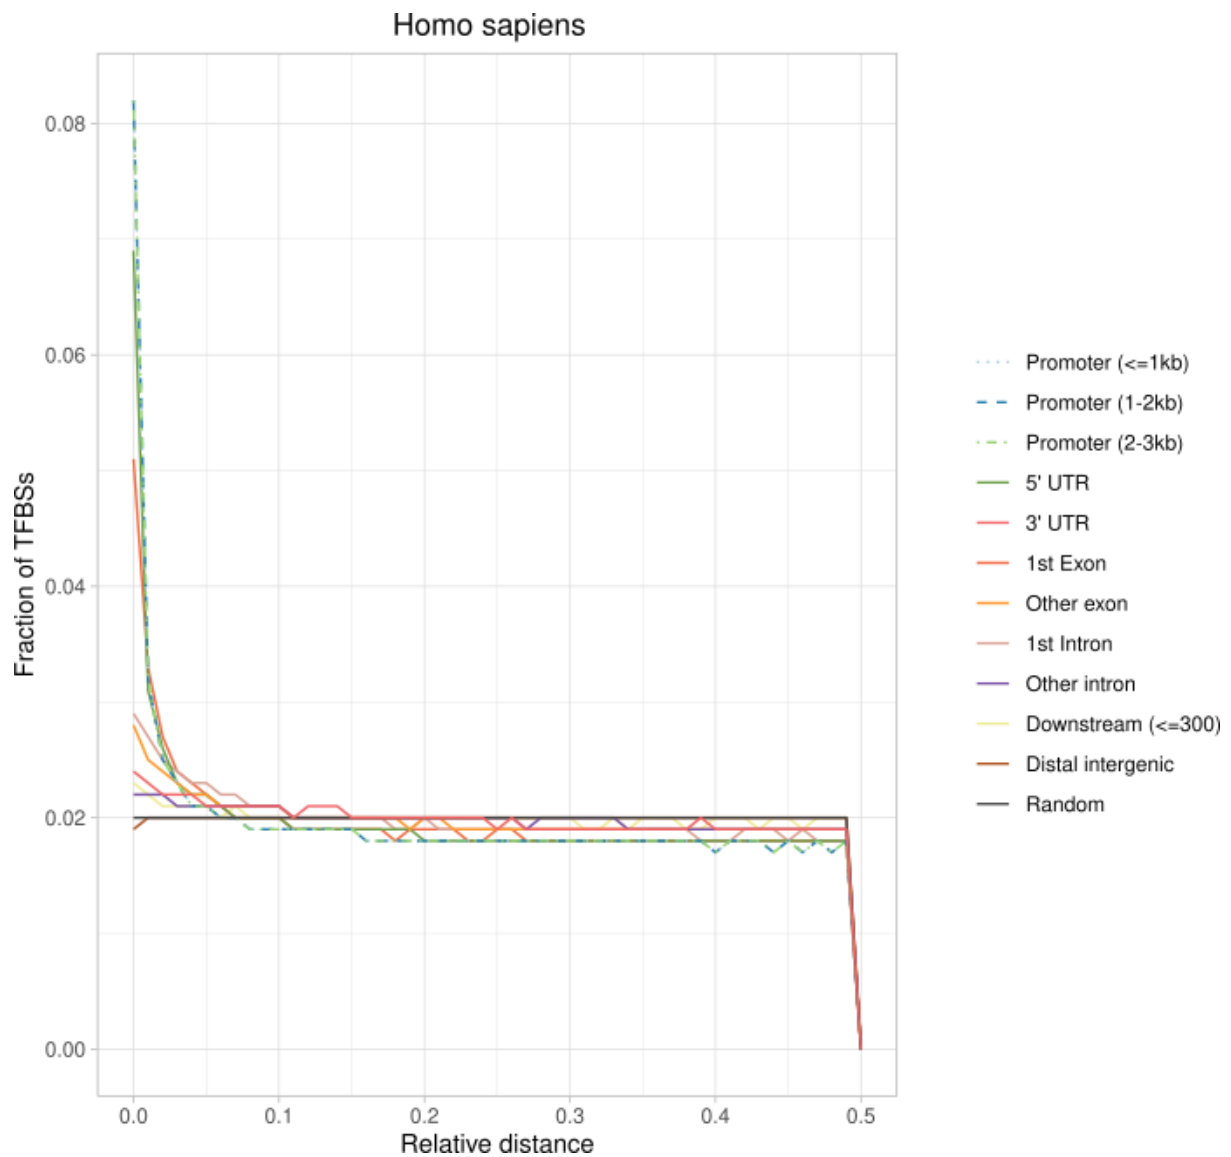 Homo sapiens
Fraction of TFBSs
0.08
0.06
0.04
0.02
0.00
0.0 0.1 0.2 0.3 0.4 0.5
Relative distance
Promoter (<=1kb)
Promoter (1-2kb)
Promoter (2-3kb)
5' UTR
3' UTR
1st Exon
Other exon
1st Intron
Other intron
Downstream (<=300)
Distal intergenic
Random